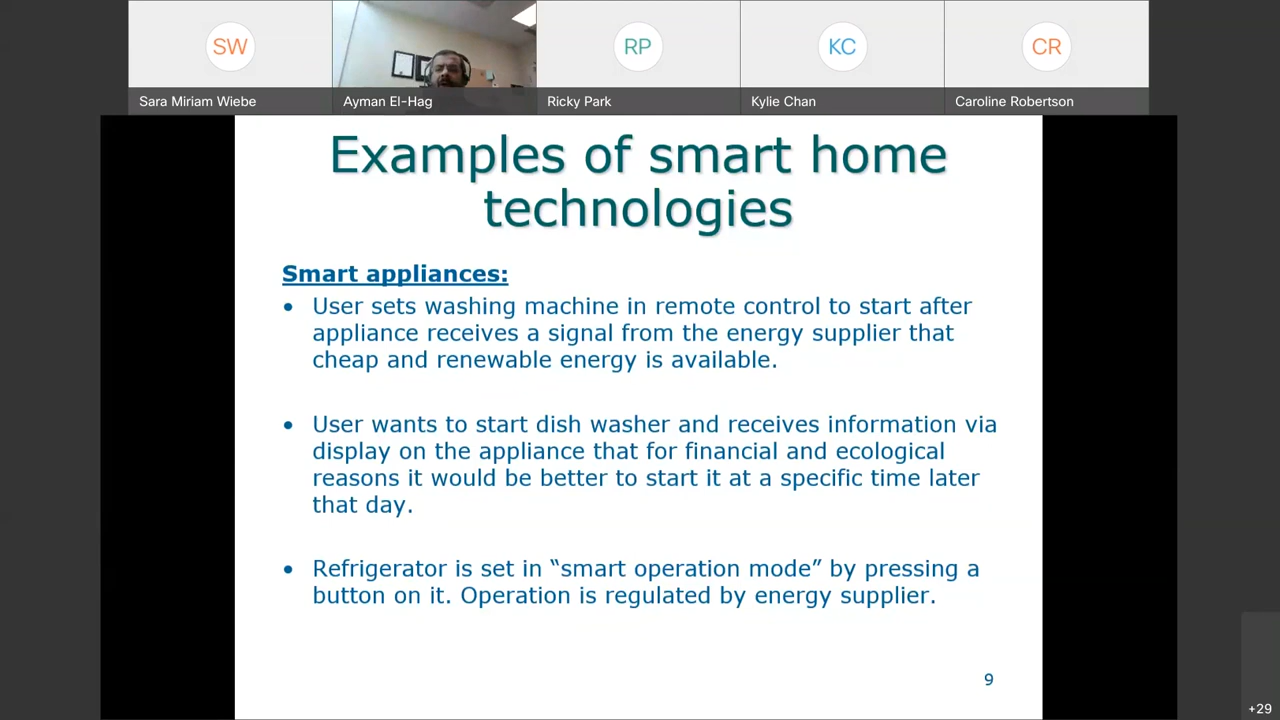 SW
RP
KC
CR
Sara Miriam Wiebe
Ayman El-Hag
Ricky Park
Kylie Chan
Caroline Robertson
Examples of smart home
technologies
Smart appliances:
• User sets washing machine in remote control to start after
appliance receives a signal from the energy supplier that
cheap and renewable energy is available.
• User wants to start dish washer and receives information via
display on the appliance that for financial and ecological
reasons it would be better to start it at a specific time later
that day.
• Refrigerator is set in “smart operation mode” by pressing a
button on it. Operation is regulated by energy supplier.
9
+29